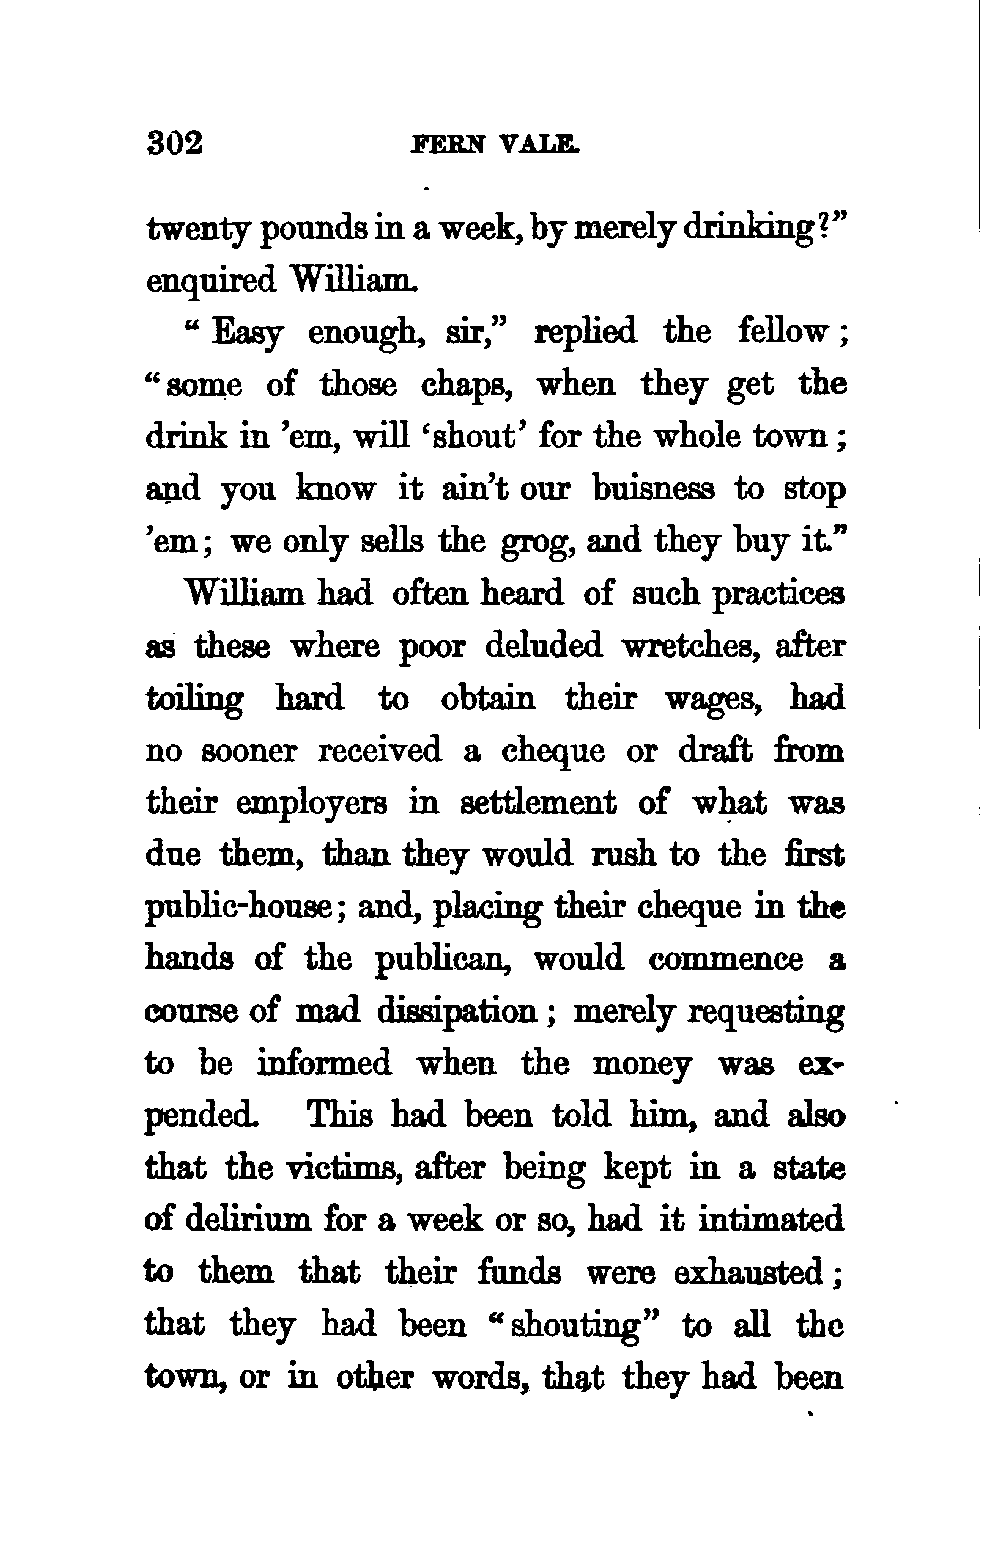 302 FERN VALE.
twenty pounds in a week, by merely drinking?”
enquired William.
“ Easy enough, sir,” replied the fellow ;
“some of those chaps, when they get the
drink in ’em, will ‘shout’ for the whole town ;
and you know it ain’t our buisness to stop
’em ; we only sells the grog, and they buy it.”
William had often heard of such practices
as these where poor deluded wretches, after
toiling hard to obtain their wages, had
no sooner received a cheque or draft from
their employers in settlement of what was
due them, than they would rush to the first
public-house ; and, placing their cheque in the
hands of the publican, would commence a
course of mad dissipation ; merely requesting
to be informed when the money was ex-
pended. This had been told him, and also
that the victims, after being kept in a state
of delirium for a week or so, had it intimated
to them that their funds were exhausted ;
that they had been “shouting” to all the
town, or in other words, that they had been